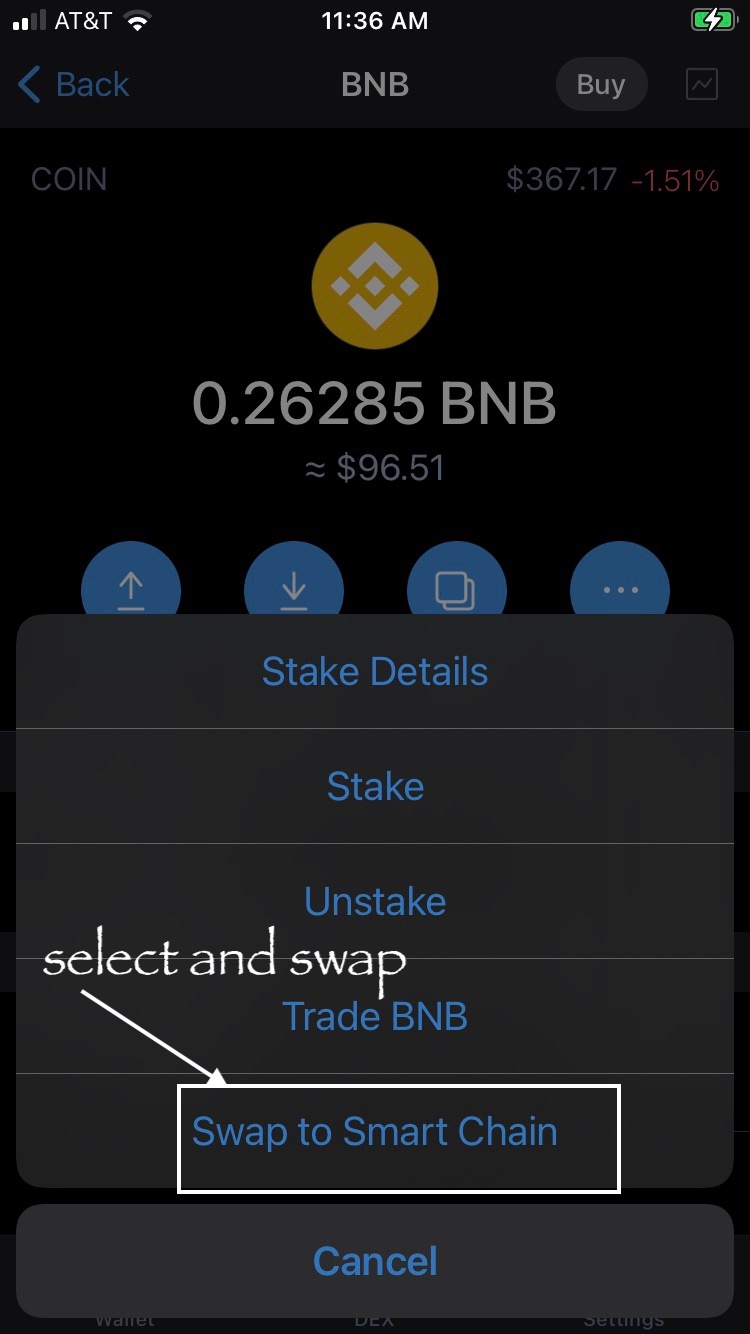 AT&T 11:36 AM
Back BNB Buy
COIN $367.17 -1.51%
0.26285 BNB
≈ $96.51
Stake Details
Stake
Unstake
select and swap
Trade BNB
Swap to Smart Chain
Cancel
Wallet DEX Settings